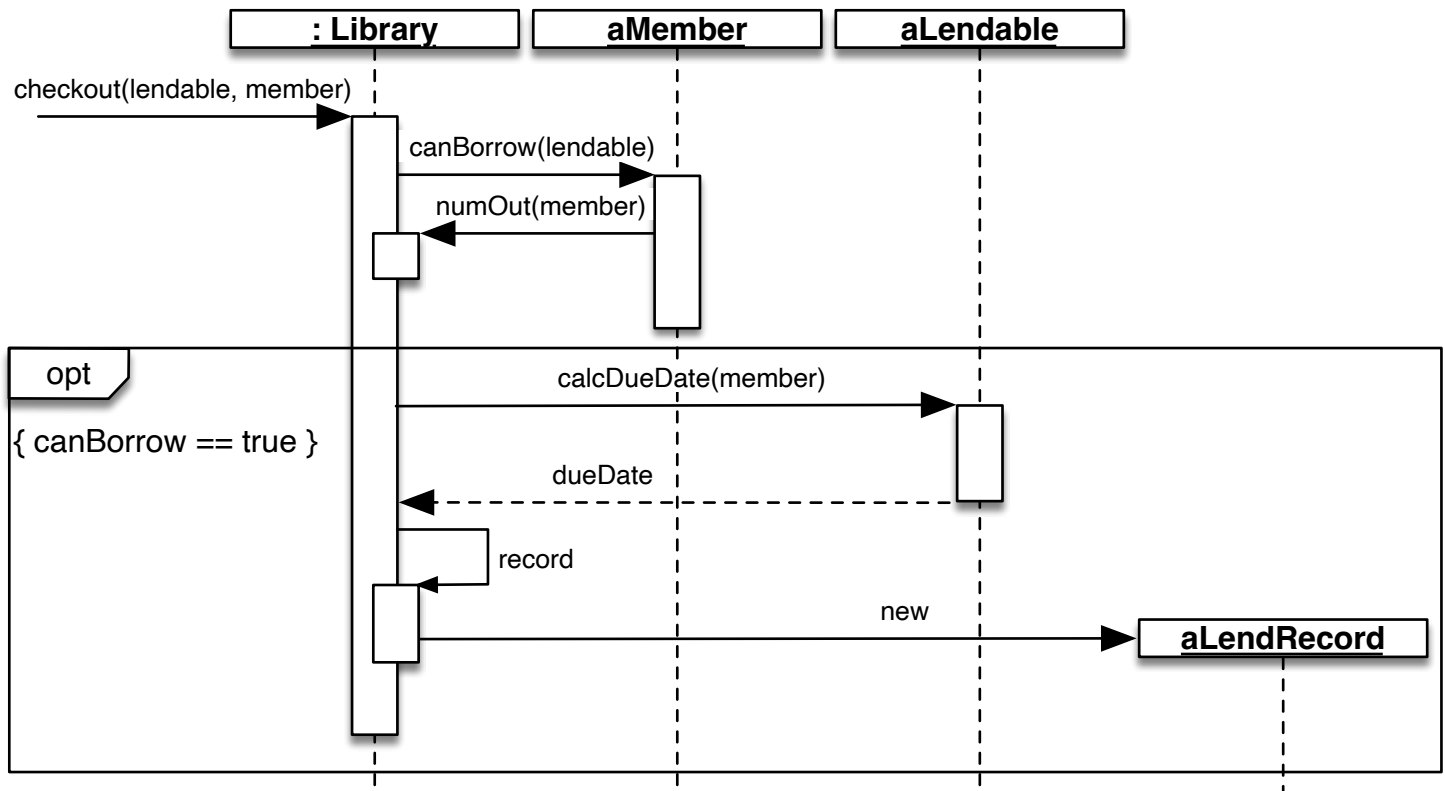 : Library
aMember
aLendable
checkout(lendable, member)
canBorrow(lendable)
numOut(member)
opt
calcDueDate(member)
{ canBorrow == true }
dueDate
record
new
aLendRecord